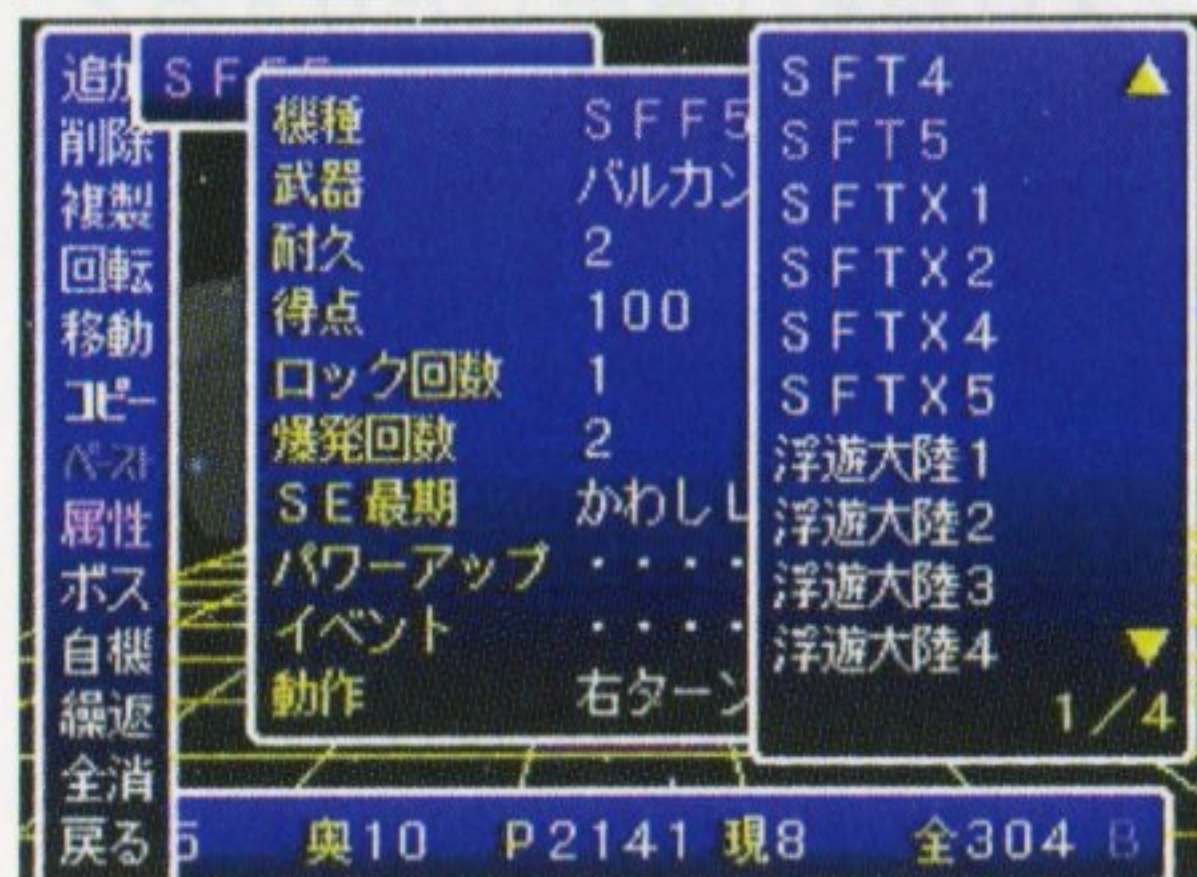 追加
削除
複製
回転
移動
コピー
ペースト
属性
ボス
自機
繰返
全消
戻る
機種 SFF5
武器 バルカン
耐久 2
得点 100
ロック回数 1
爆発回数 2
SE最期 かわしL
パワーアップ ・・・・
イベント ・・・・
動作 右ターン
SFT4
SFT5
SFTX1
SFTX2
SFTX4
SFTX5
浮遊大陸1
浮遊大陸2
浮遊大陸3
浮遊大陸4
1/4
5 奥10 P2141 現8 全304 B